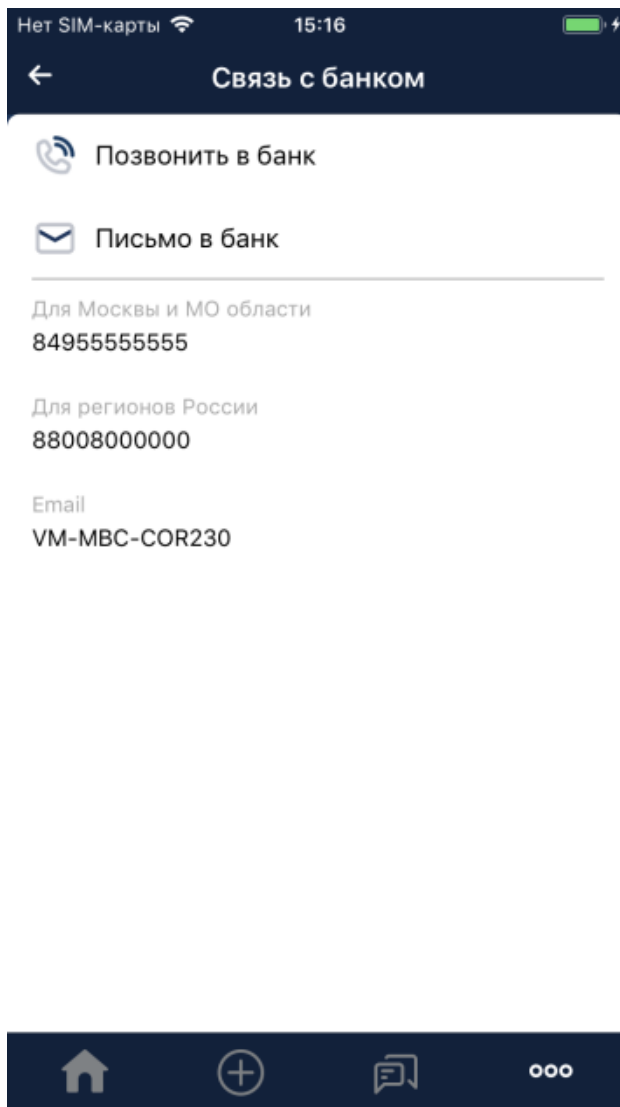 Нет SIM-карты 15:16
Связь с банком
Позвонить в банк
Письмо в банк
Для Москвы и МО области
84955555555
Для регионов России
88008000000
Email
VM-MBC-COR230